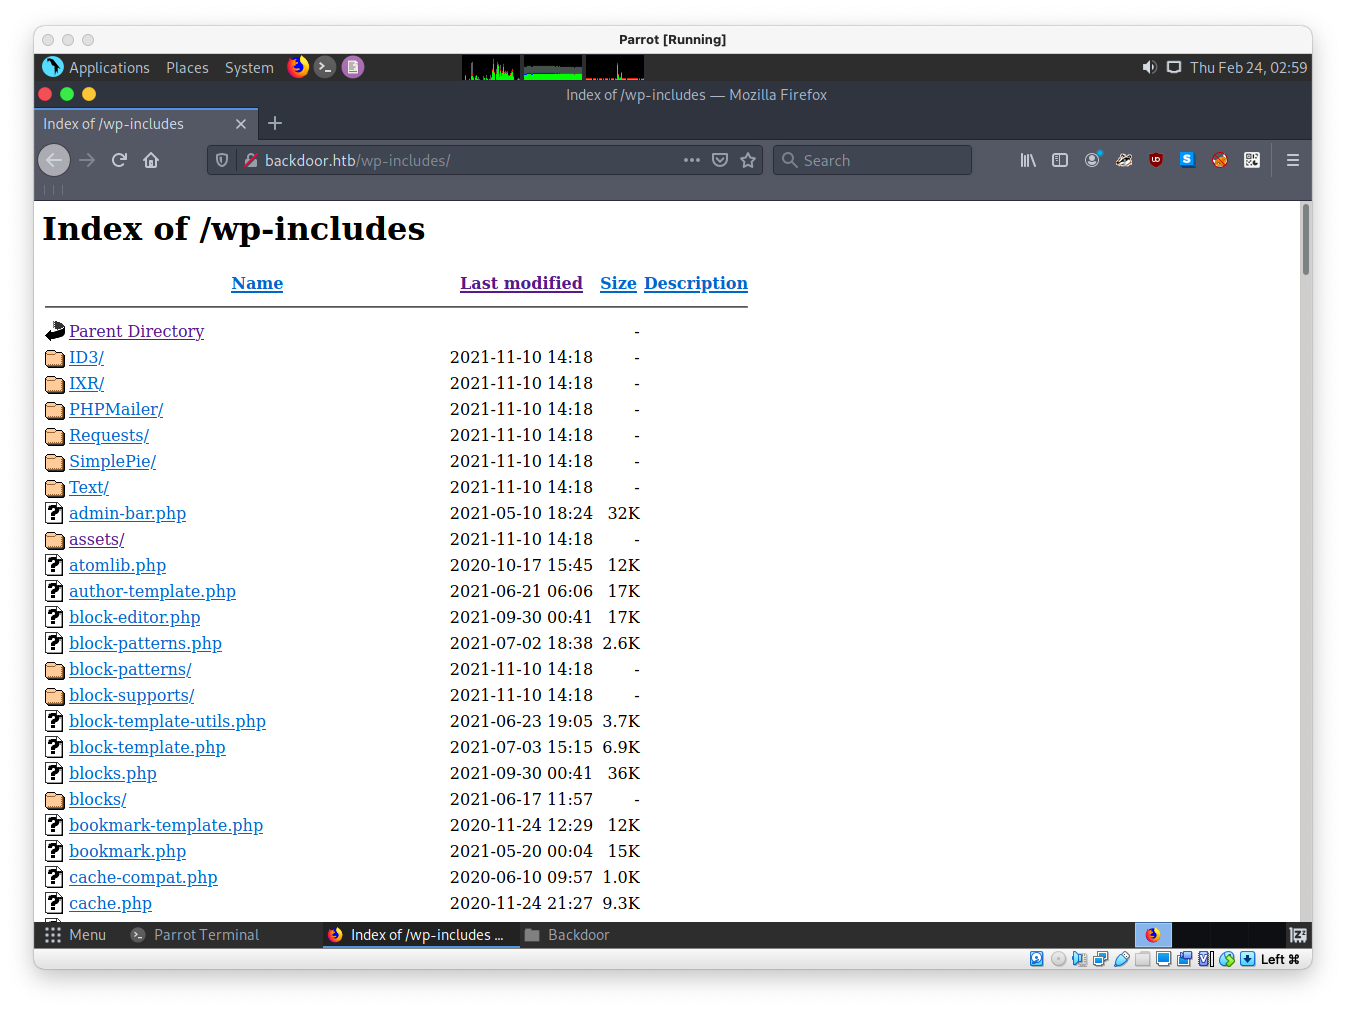 Parrot [Running]
Applications Places System Thu Feb 24, 02:59
Index of /wp-includes — Mozilla Firefox
Index of /wp-includes
backdoor.htb/wp-includes/ Search
Index of /wp-includes
Name Last modified Size Description
Parent Directory -
ID3/ 2021-11-10 14:18 -
IXR/ 2021-11-10 14:18 -
PHPMailer/ 2021-11-10 14:18 -
Requests/ 2021-11-10 14:18 -
SimplePie/ 2021-11-10 14:18 -
Text/ 2021-11-10 14:18 -
admin-bar.php 2021-05-10 18:24 32K
assets/ 2021-11-10 14:18 -
atomlib.php 2020-10-17 15:45 12K
author-template.php 2021-06-21 06:06 17K
block-editor.php 2021-09-30 00:41 17K
block-patterns.php 2021-07-02 18:38 2.6K
block-patterns/ 2021-11-10 14:18 -
block-supports/ 2021-11-10 14:18 -
block-template-utils.php 2021-06-23 19:05 3.7K
block-template.php 2021-07-03 15:15 6.9K
blocks.php 2021-09-30 00:41 36K
blocks/ 2021-06-17 11:57 -
bookmark-template.php 2020-11-24 12:29 12K
bookmark.php 2021-05-20 00:04 15K
cache-compat.php 2020-06-10 09:57 1.0K
cache.php 2020-11-24 21:27 9.3K
Menu Parrot Terminal Index of /wp-includes ... Backdoor
Left ⌘